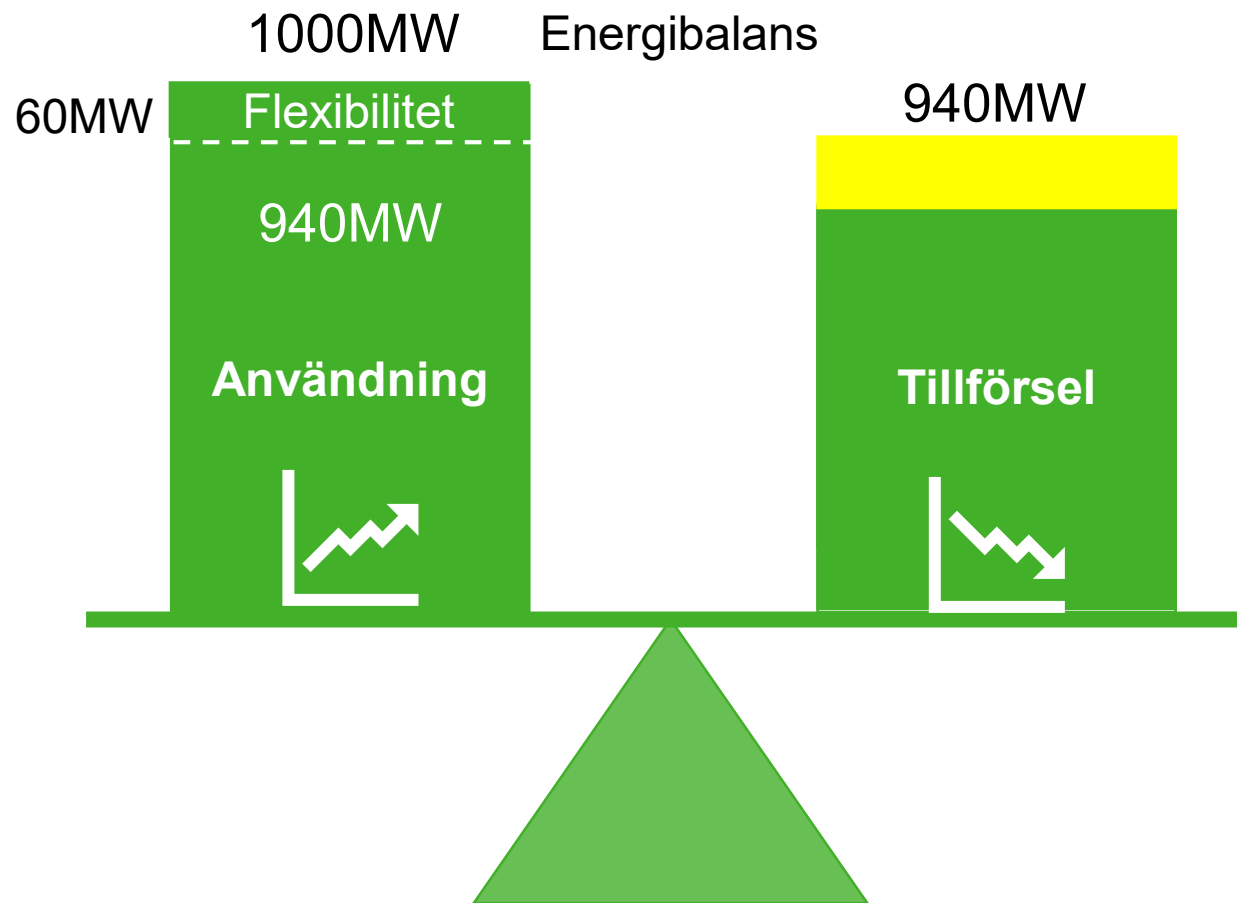 1000MW
Energibalans
60MW
Flexibilitet
940MW
940MW
Användning
Tillförsel